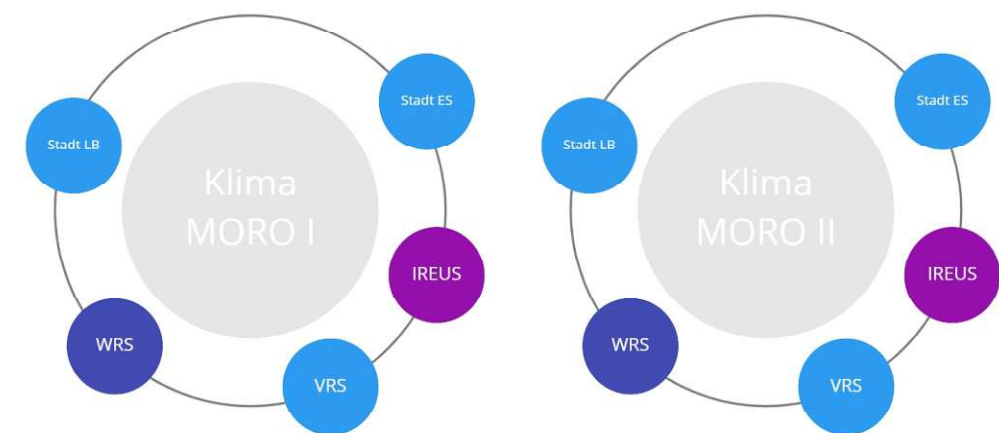 Stadt ES
Stadt LB
Klima
MORO I
IREUS
WRS
VRS
Stadt ES
Stadt LB
Klima
MORO II
IREUS
WRS
VRS